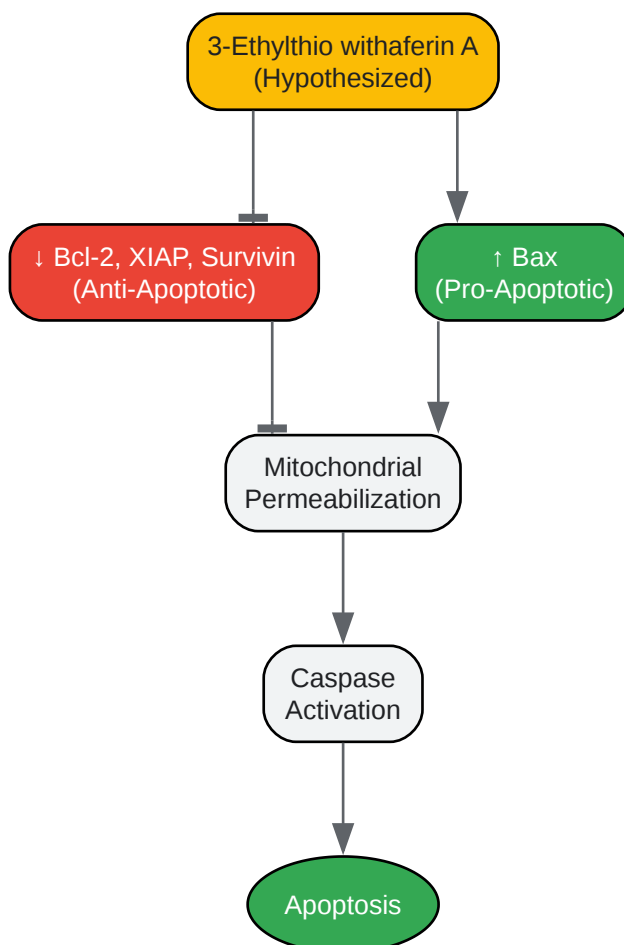 3-Ethylthio withaferin A
(Hypothesized)
↓ Bcl-2, XIAP, Survivin
(Anti-Apoptotic)
↑ Bax
(Pro-Apoptotic)
Mitochondrial
Permeabilization
Caspase
Activation
Apoptosis